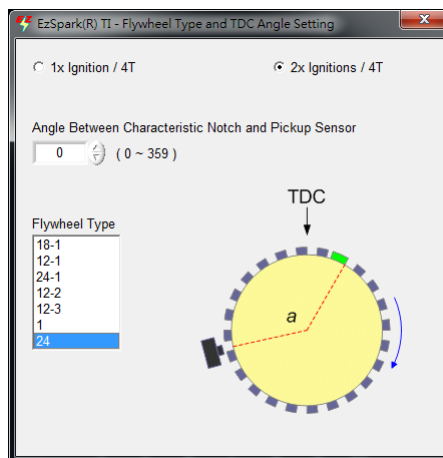 EzSpark(R) TI - Flywheel Type and TDC Angle Setting
1x Ignition / 4T
2x Ignitions / 4T
Angle Between Characteristic Notch and Pickup Sensor
0
( 0 ~ 359 )
TDC
Flywheel Type
18-1
12-1
24-1
12-2
12-3
1
24
a